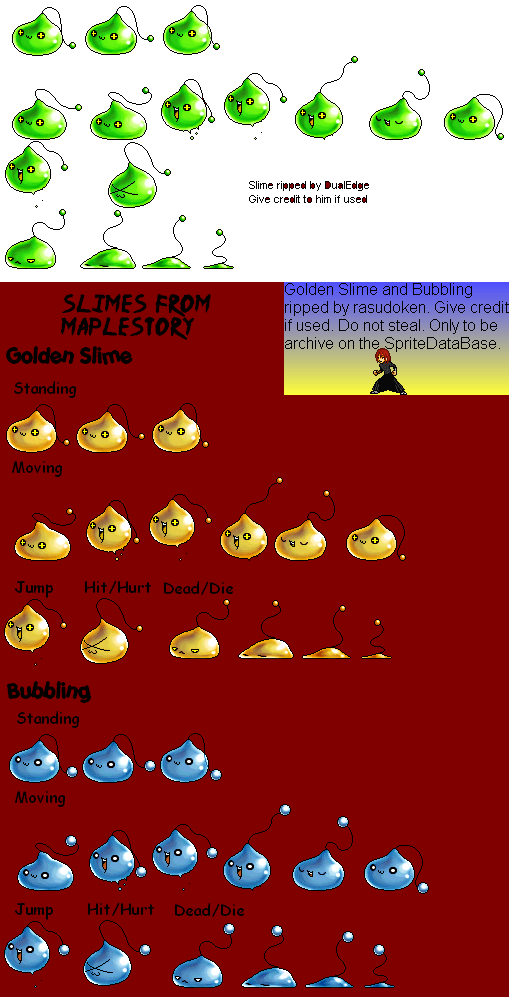 Slime ripped by DualEdge
Give credit to him if used
SLIMES FROM
MAPLESTORY
Golden Slime and Bubbling
ripped by rasudoken. Give credit
if used. Do not steal. Only to be
archive on the SpriteDataBase.
Golden Slime
Standing
Moving
Jump
Hit/Hurt
Dead/Die
Bubbling
Standing
Moving
Jump
Hit/Hurt
Dead/Die